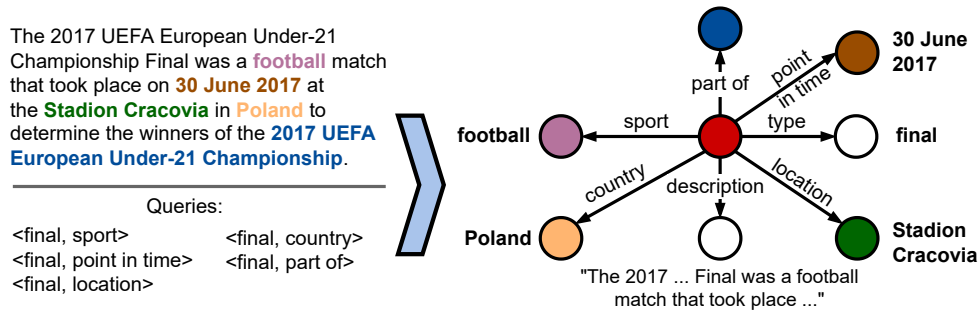 The 2017 UEFA European Under-21
Championship Final was a football match
that took place on 30 June 2017 at
the Stadion Cracovia in Poland to
determine the winners of the 2017 UEFA
European Under-21 Championship.
Queries:
<final, sport>
<final, country>
<final, point in time>
<final, part of>
<final, location>
30 June
2017
point
in time
part of
football
sport
type
final
country
description
location
Poland
Stadion
Cracovia
"The 2017 ... Final was a football
match that took place ..."